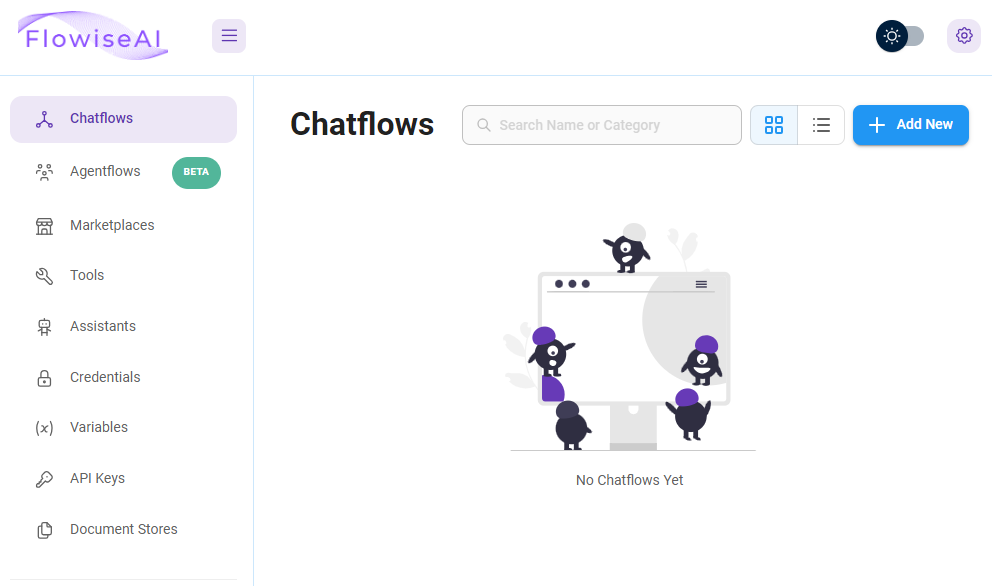 FlowiseAI
Chatflows
Agentflows
BETA
Marketplaces
Tools
Assistants
Credentials
Variables
API Keys
Document Stores
Chatflows
Search Name or Category
Add New
No Chatflows Yet